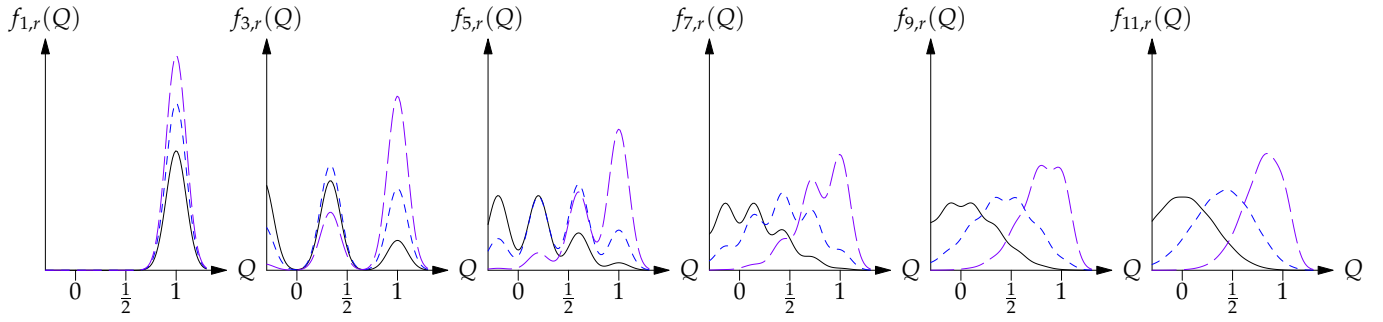 f1,r(Q) f3,r(Q) f5,r(Q) f7,r(Q) f9,r(Q) f11,r(Q)
Q Q Q Q Q Q
0 1/2 1 0 1/2 1 0 1/2 1 0 1/2 1 0 1/2 1 0 1/2 1